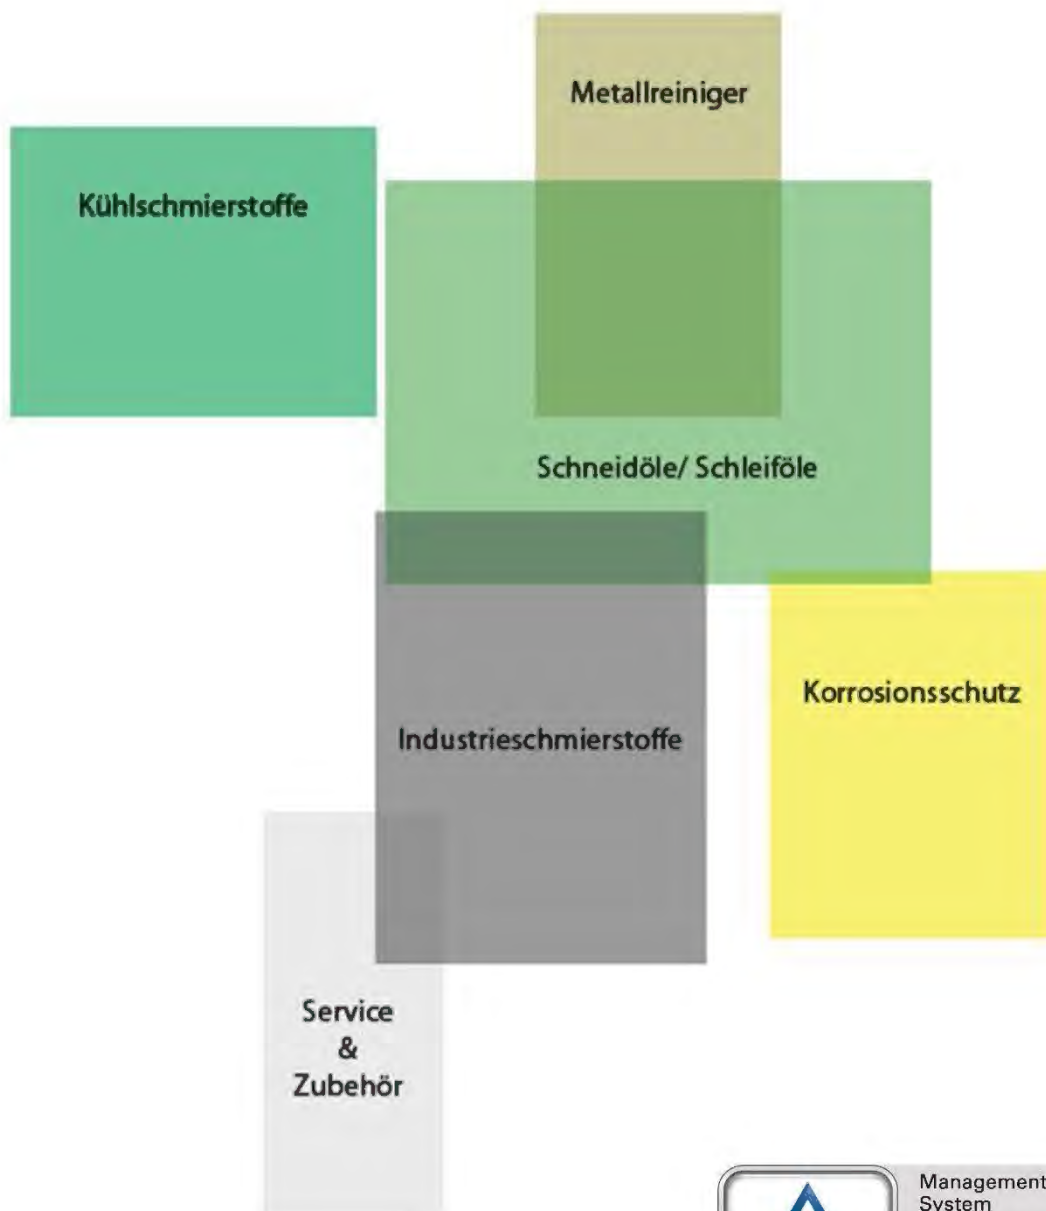 Metallreiniger
Kühlschmierstoffe
Schneidöle/ Schleiföle
Korrosionsschutz
Industrieschmierstoffe
Service
&
Zubehör
Management
System